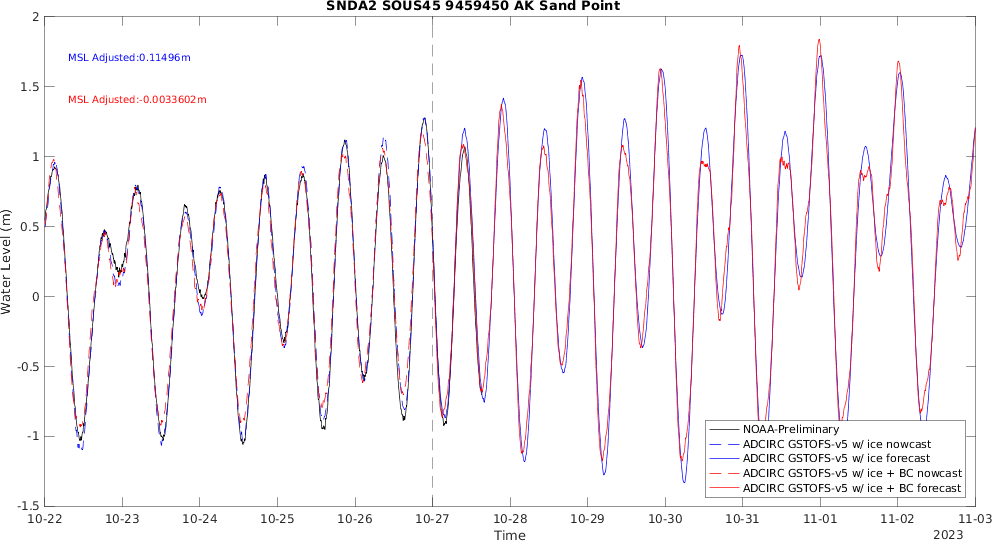 SNDA2 SOUS45 9459450 AK Sand Point
2
1.5
1
0.5
0
-0.5
-1
-1.5
Water Level (m)
MSL Adjusted:0.11496m
MSL Adjusted:-0.0033602m
NOAA-Preliminary
ADCIRC GSTOFS-v5 w/ ice nowcast
ADCIRC GSTOFS-v5 w/ ice forecast
ADCIRC GSTOFS-v5 w/ ice + BC nowcast
ADCIRC GSTOFS-v5 w/ ice + BC forecast
10-22 10-23 10-24 10-25 10-26 10-27 10-28 10-29 10-30 10-31 11-01 11-02 11-03
Time
2023